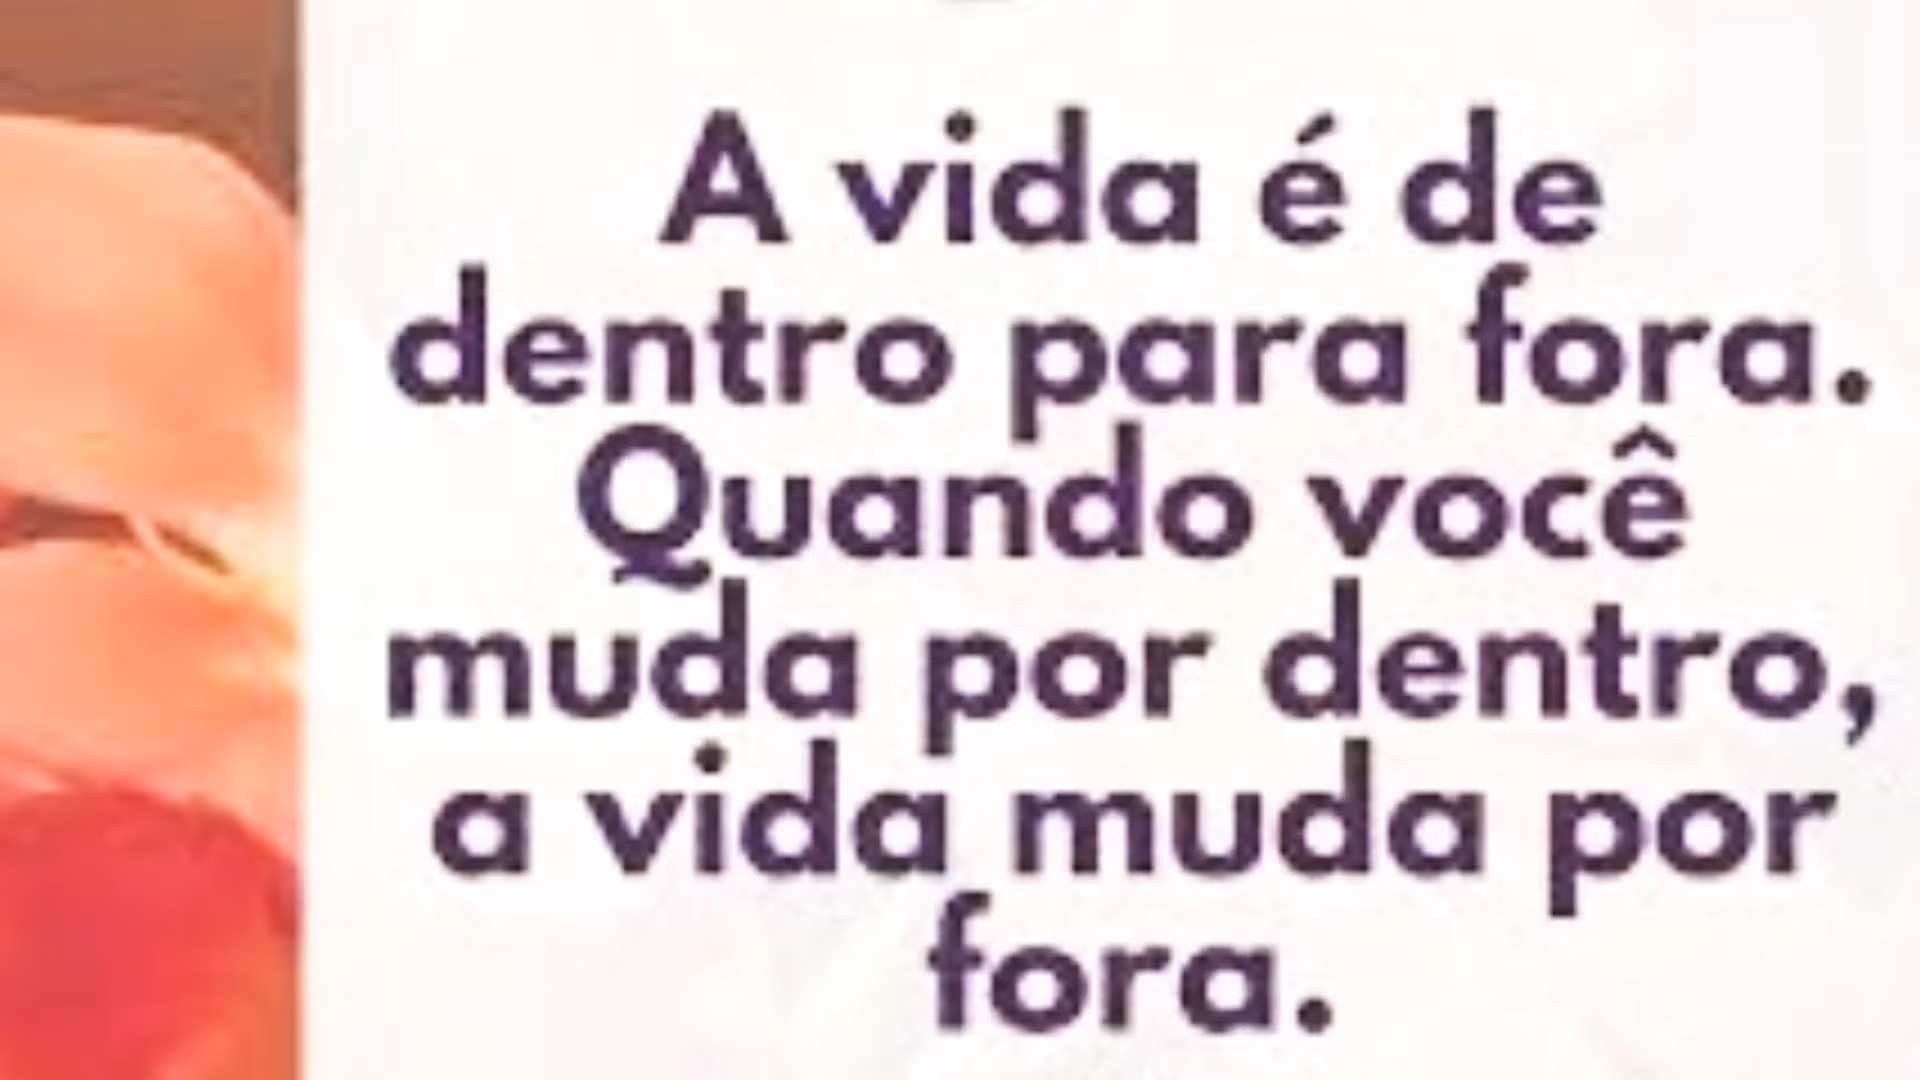 A vida é de
dentro para fora.
Quando você
muda por dentro,
a vida muda por
fora.